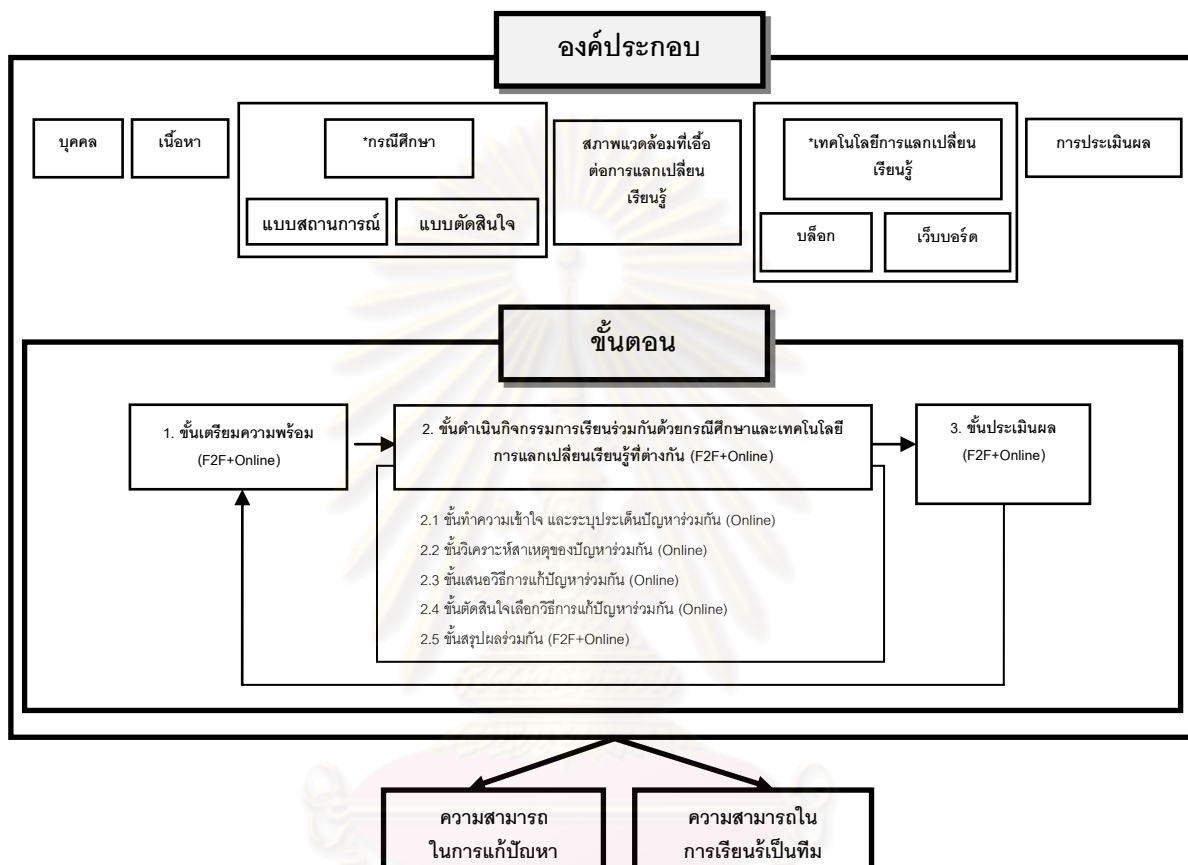 องค์ประกอบ
บุคคล
เนื้อหา
*กรณีศึกษา
แบบสถานการณ์
แบบตัดสินใจ
สภาพแวดล้อมที่เอื้อ
ต่อการแลกเปลี่ยน
เรียนรู้
*เทคโนโลยีการแลกเปลี่ยน
เรียนรู้
บล็อก
เว็บบอร์ด
การประเมินผล
ขั้นตอน
1. ขั้นเตรียมความพร้อม
(F2F+Online)
2. ขั้นดำเนินกิจกรรมการเรียนร่วมกันด้วยกรณีศึกษาและเทคโนโลยี
การแลกเปลี่ยนเรียนรู้ที่ต่างกัน (F2F+Online)
3. ขั้นประเมินผล
(F2F+Online)
2.1 ขั้นทำความเข้าใจ และระบุประเด็นปัญหาร่วมกัน (Online)
2.2 ขั้นวิเคราะห์สาเหตุของปัญหาร่วมกัน (Online)
2.3 ขั้นเสนอวิธีการแก้ปัญหาร่วมกัน (Online)
2.4 ขั้นตัดสินใจเลือกวิธีการแก้ปัญหาร่วมกัน (Online)
2.5 ขั้นสรุปผลร่วมกัน (F2F+Online)
ความสามารถ
ในการแก้ปัญหา
ความสามารถใน
การเรียนรู้เป็นทีม